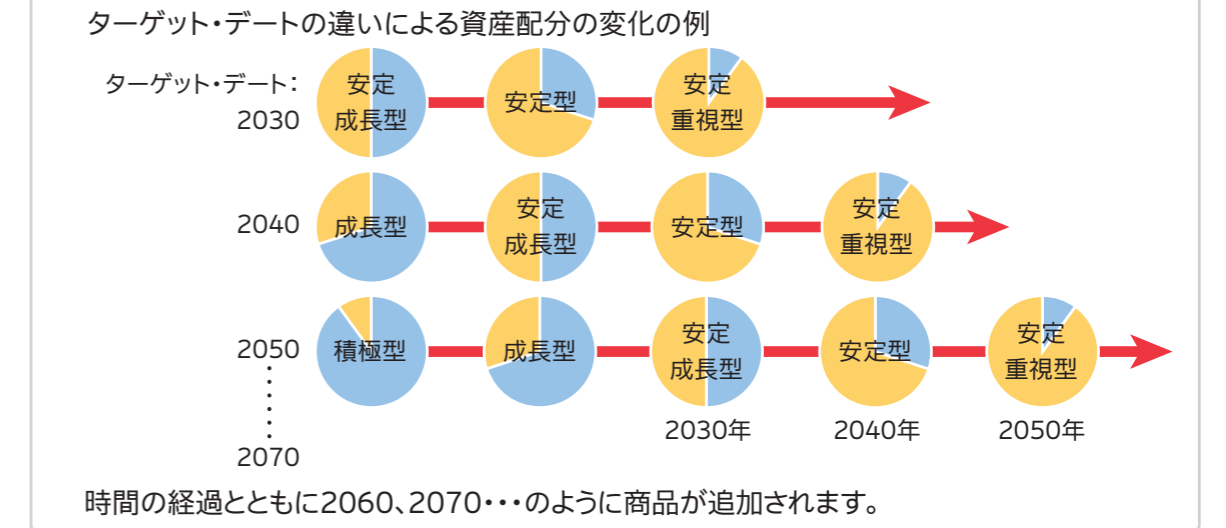 ターゲット・デートの違いによる資産配分の変化の例
ターゲット・デート：
2030
安定
成長型
安定型
安定
重視型
2040
成長型
安定
成長型
安定型
安定
重視型
2050
積極型
成長型
安定
成長型
安定型
安定
重視型
2030年
2040年
2050年
2070
時間の経過とともに2060、2070・・・のように商品が追加されます。